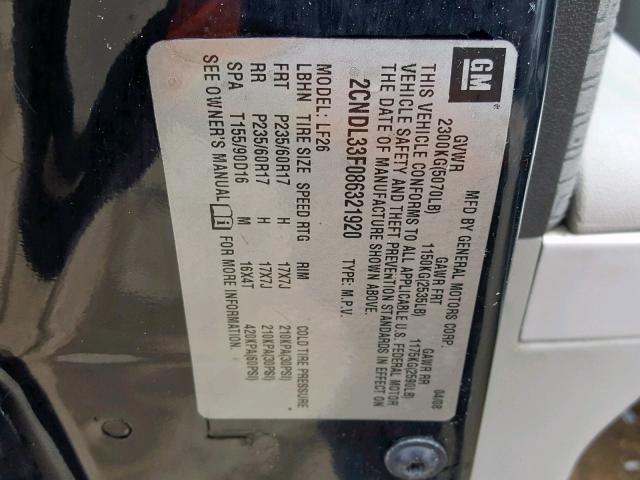 GM
MFD BY GENERAL MOTORS CORP. 04/08
GVWR GAWR FRT GAWR RR
2300KG(5070LB) 1150KG(2535LB) 1175KG(2590LB)
THIS VEHICLE CONFORMS TO ALL APPLICABLE U.S. FEDERAL MOTOR
VEHICLE SAFETY AND THEFT PREVENTION STANDARDS IN EFFECT ON
THE DATE OF MANUFACTURE SHOWN ABOVE.
2CNDL33F086321920 TYPE: M.P.V.
MODEL: LF26
LBHN TIRE SIZE SPEED RTG RIM COLD TIRE PRESSURE
FRT P235/60R17 H 17X7J 210KPA(30PSI)
RR P235/60R17 H 17X7J 210KPA(30PSI)
SPA T155/90D16 M 16X4T 420KPA(60PSI)
SEE OWNER'S MANUAL FOR MORE INFORMATION.